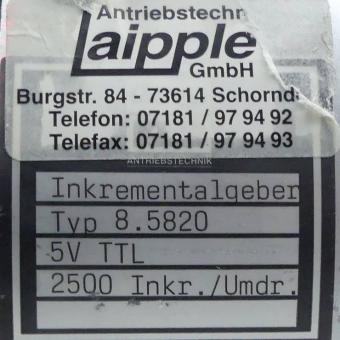 Antriebstechn
Laipple
GmbH
Burgstr. 84 - 73614 Schornd
Telefon: 07181 / 97 94 92
Telefax: 07181 / 97 94 93
ANTRIEBSTECHNIK
Inkrementalgeber
Typ 8.5820
5V TTL
2500 Inkr./Umdr.